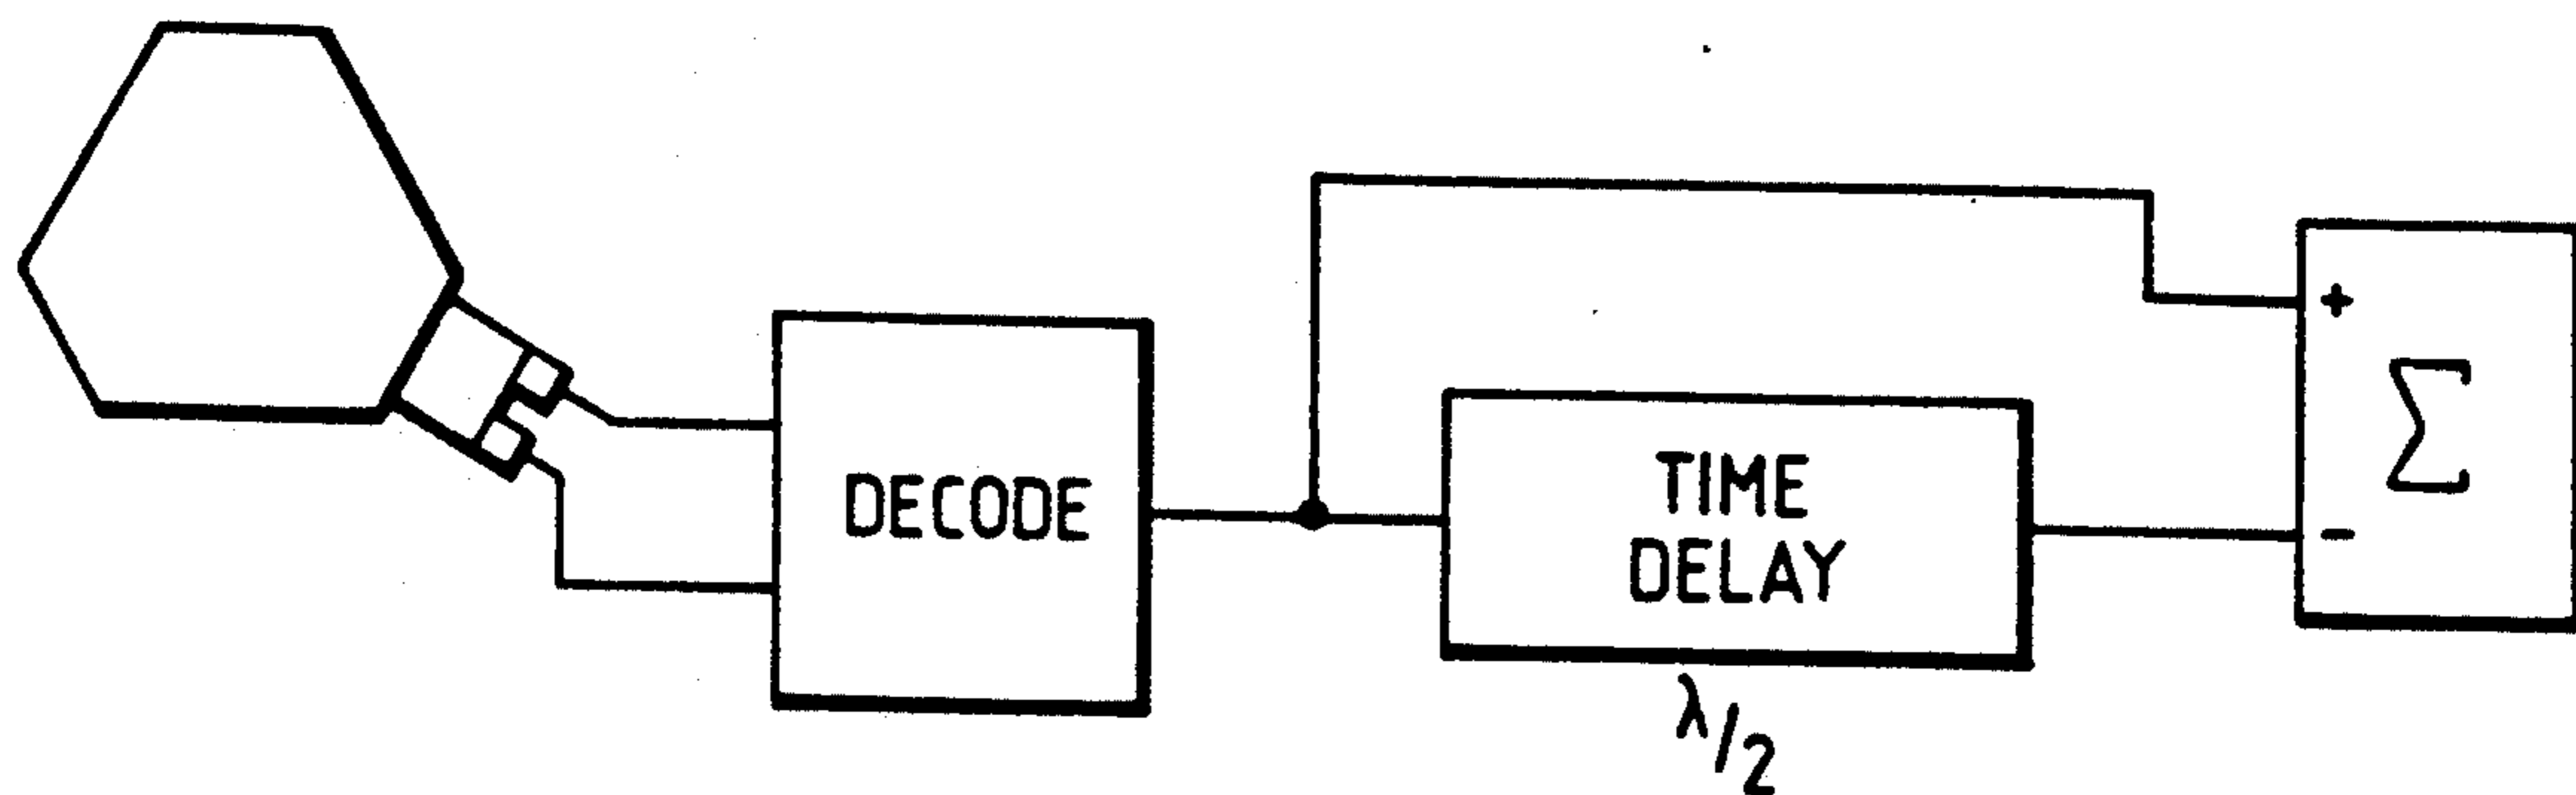 DECODE
TIME
DELAY
λ/2
+
Σ
−